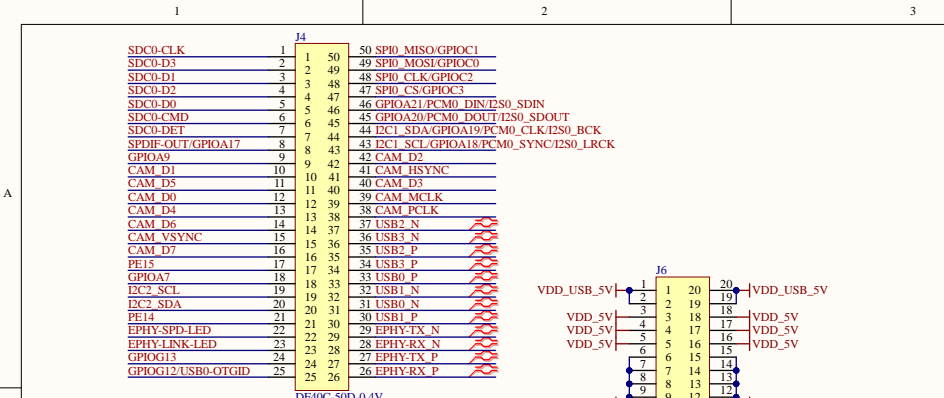 1 2 3
A
J4
SDC0-CLK 1 1 50 50 SPI0_MISO/GPIOC1
SDC0-D3 2 2 49 49 SPI0_MOSI/GPIOC0
SDC0-D1 3 3 48 48 SPI0_CLK/GPIOC2
SDC0-D2 4 4 47 47 SPI0_CS/GPIOC3
SDC0-D0 5 5 46 46 GPIOA21/PCM0_DIN/I2S0_SDIN
SDC0-CMD 6 6 45 45 GPIOA20/PCM0_DOUT/I2S0_SDOUT
SDC0-DET 7 7 44 44 I2C1_SDA/GPIOA19/PCM0_CLK/I2S0_BCK
SPDIF-OUT/GPIOA17 8 8 43 43 I2C1_SCL/GPIOA18/PCM0_SYNC/I2S0_LRCK
GPIOA9 9 9 42 42 CAM_D2
CAM_D1 10 10 41 41 CAM_HSYNC
CAM_D5 11 11 40 40 CAM_D3
CAM_D0 12 12 39 39 CAM_MCLK
CAM_D4 13 13 38 38 CAM_PCLK
CAM_D6 14 14 37 37 USB2_N
CAM_VSYNC 15 15 36 36 USB3_N
CAM_D7 16 16 35 35 USB2_P
PE15 17 17 34 34 USB3_P
GPIOA7 18 18 33 33 USB0_P
I2C2_SCL 19 19 32 32 USB1_N
I2C2_SDA 20 20 31 31 USB0_N
PE14 21 21 30 30 USB1_P
EPHY-SPD-LED 22 22 29 29 EPHY-TX_N
EPHY-LINK-LED 23 23 28 28 EPHY-RX_N
GPIOG13 24 24 27 27 EPHY-TX_P
GPIOG12/USB0-OTGID 25 25 26 26 EPHY-RX_P
DF40C-50D-0.4V
J6
VDD_USB_5V 1 1 20 20 VDD_USB_5V
2 2 19 19
VDD_5V 3 3 18 18 VDD_5V
VDD_5V 4 4 17 17 VDD_5V
VDD_5V 5 5 16 16 VDD_5V
6 6 15 15
7 7 14 14
8 8 13 13
9 9 12 12